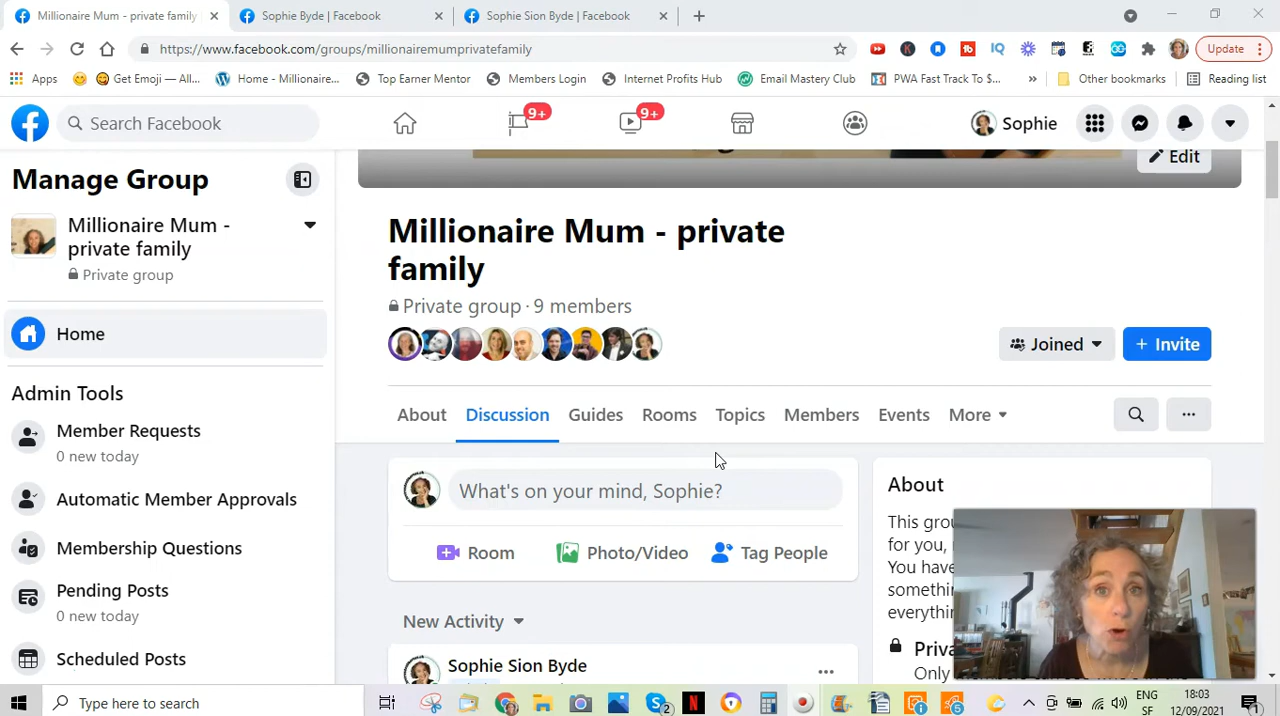 Millionaire Mum - private family
Sophie Byde | Facebook
Sophie Sion Byde | Facebook
https://www.facebook.com/groups/millionairemumprivatefamily
Update
Apps
Get Emoji — All...
Home - Millionaire...
Top Earner Mentor
Members Login
Internet Profits Hub
Email Mastery Club
PWA Fast Track To $...
»
Other bookmarks
Reading list
Search Facebook
9+
9+
Sophie
Manage Group
Edit
Millionaire Mum -
private family
Private group
Home
Admin Tools
Member Requests
0 new today
Automatic Member Approvals
Membership Questions
Pending Posts
0 new today
Scheduled Posts
Millionaire Mum - private
family
Private group · 9 members
Joined
+ Invite
About
Discussion
Guides
Rooms
Topics
Members
Events
More
What's on your mind, Sophie?
Room
Photo/Video
Tag People
New Activity
Sophie Sion Byde
About
This grou
for you,
You have
somethin
everythin
Priva
Only
Type here to search
2
5
ENG
SF
18:03
12/09/2021
1